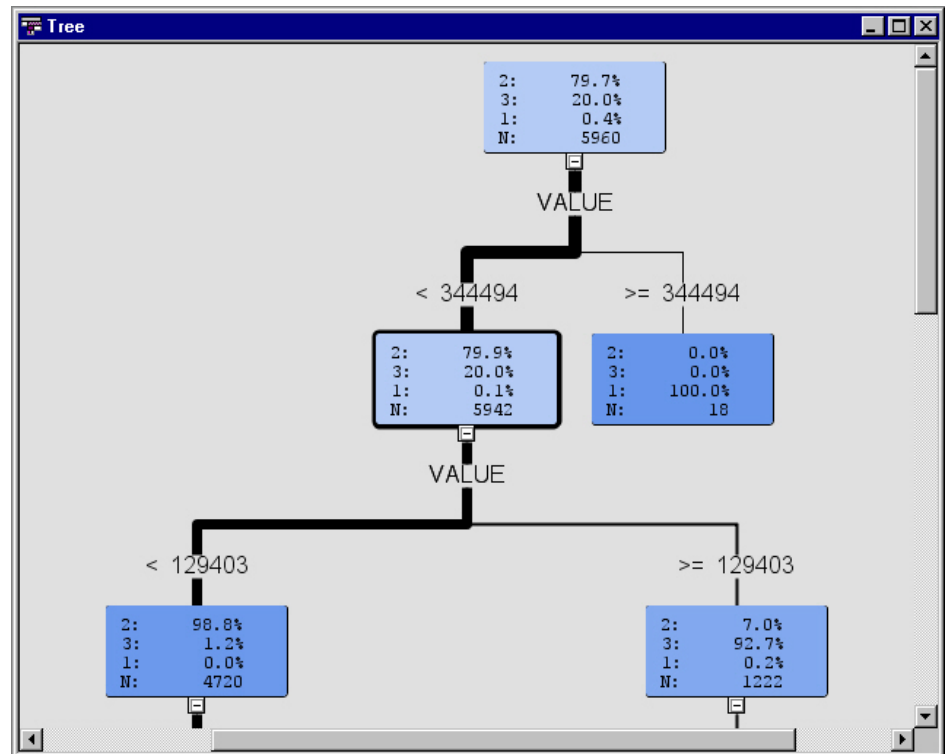 Tree
2: 79.7%
3: 20.0%
1: 0.4%
N: 5960
VALUE
< 344494
>= 344494
2: 79.9%
3: 20.0%
1: 0.1%
N: 5942
2: 0.0%
3: 0.0%
1: 100.0%
N: 18
VALUE
< 129403
>= 129403
2: 98.8%
3: 1.2%
1: 0.0%
N: 4720
2: 7.0%
3: 92.7%
1: 0.2%
N: 1222